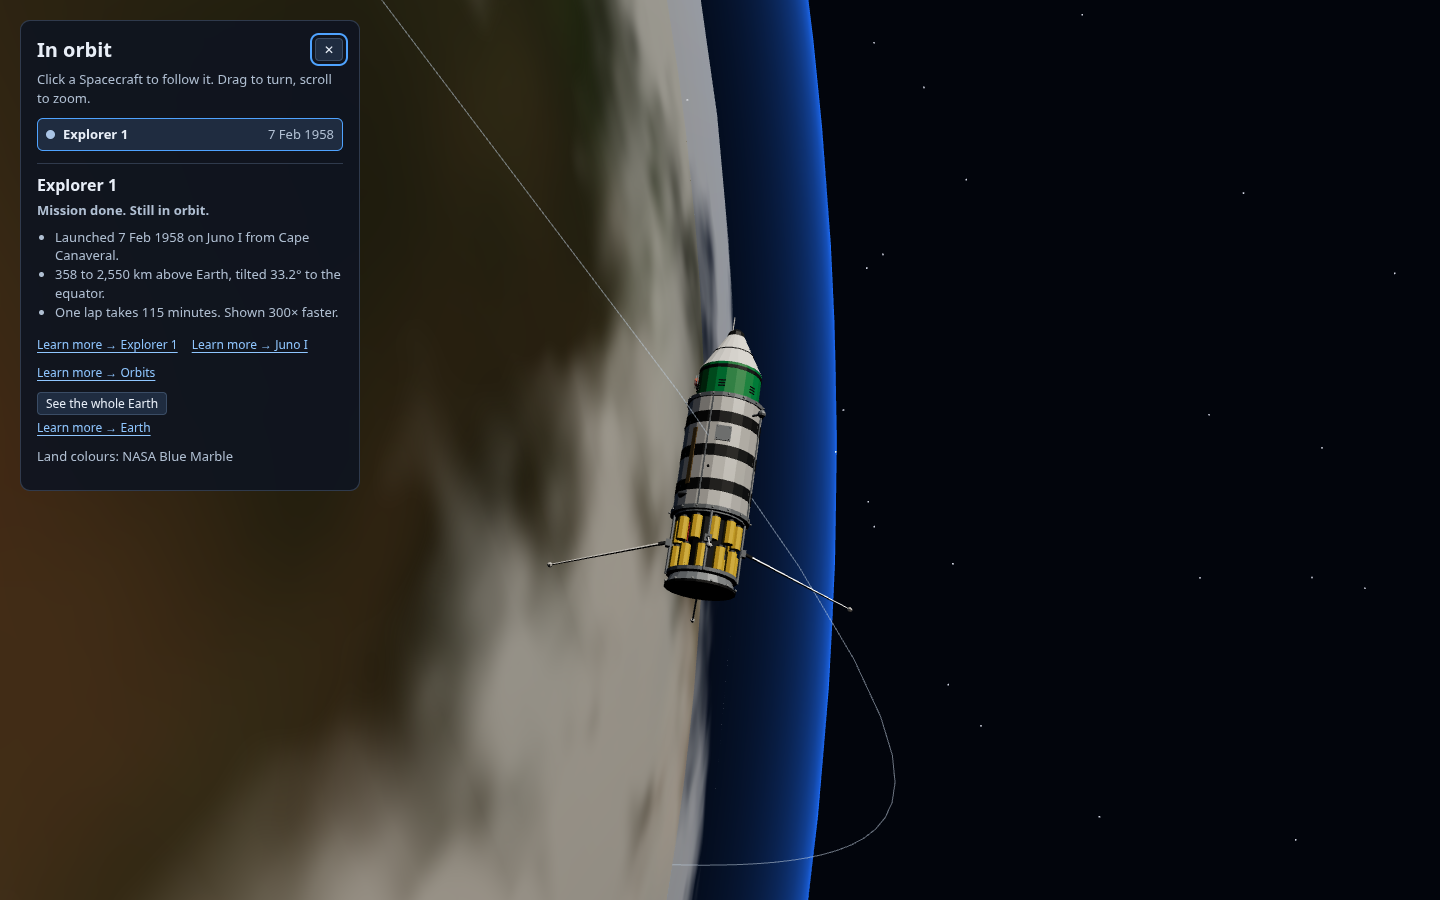 In orbit
×
Click a Spacecraft to follow it. Drag to turn, scroll
to zoom.
Explorer 1 7 Feb 1958
Explorer 1
Mission done. Still in orbit.
Launched 7 Feb 1958 on Juno I from Cape
Canaveral.
358 to 2,550 km above Earth, tilted 33.2° to the
equator.
One lap takes 115 minutes. Shown 300× faster.
Learn more → Explorer 1 Learn more → Juno I
Learn more → Orbits
See the whole Earth
Learn more → Earth
Land colours: NASA Blue Marble